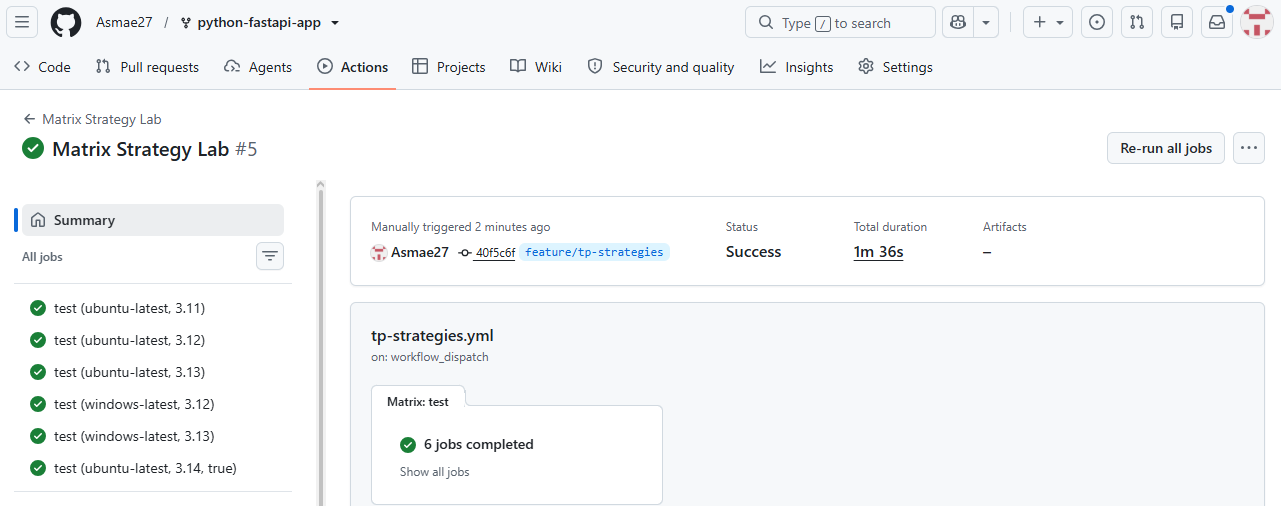 Asmae27 / python-fastapi-app
Type / to search
Code Pull requests Agents Actions Projects Wiki Security and quality Insights Settings
Matrix Strategy Lab
Matrix Strategy Lab #5
Re-run all jobs
Summary
All jobs
test (ubuntu-latest, 3.11)
test (ubuntu-latest, 3.12)
test (ubuntu-latest, 3.13)
test (windows-latest, 3.12)
test (windows-latest, 3.13)
test (ubuntu-latest, 3.14, true)
Manually triggered 2 minutes ago
Asmae27 40f5c6f feature/tp-strategies
Status
Success
Total duration
1m 36s
Artifacts
–
tp-strategies.yml
on: workflow_dispatch
Matrix: test
6 jobs completed
Show all jobs